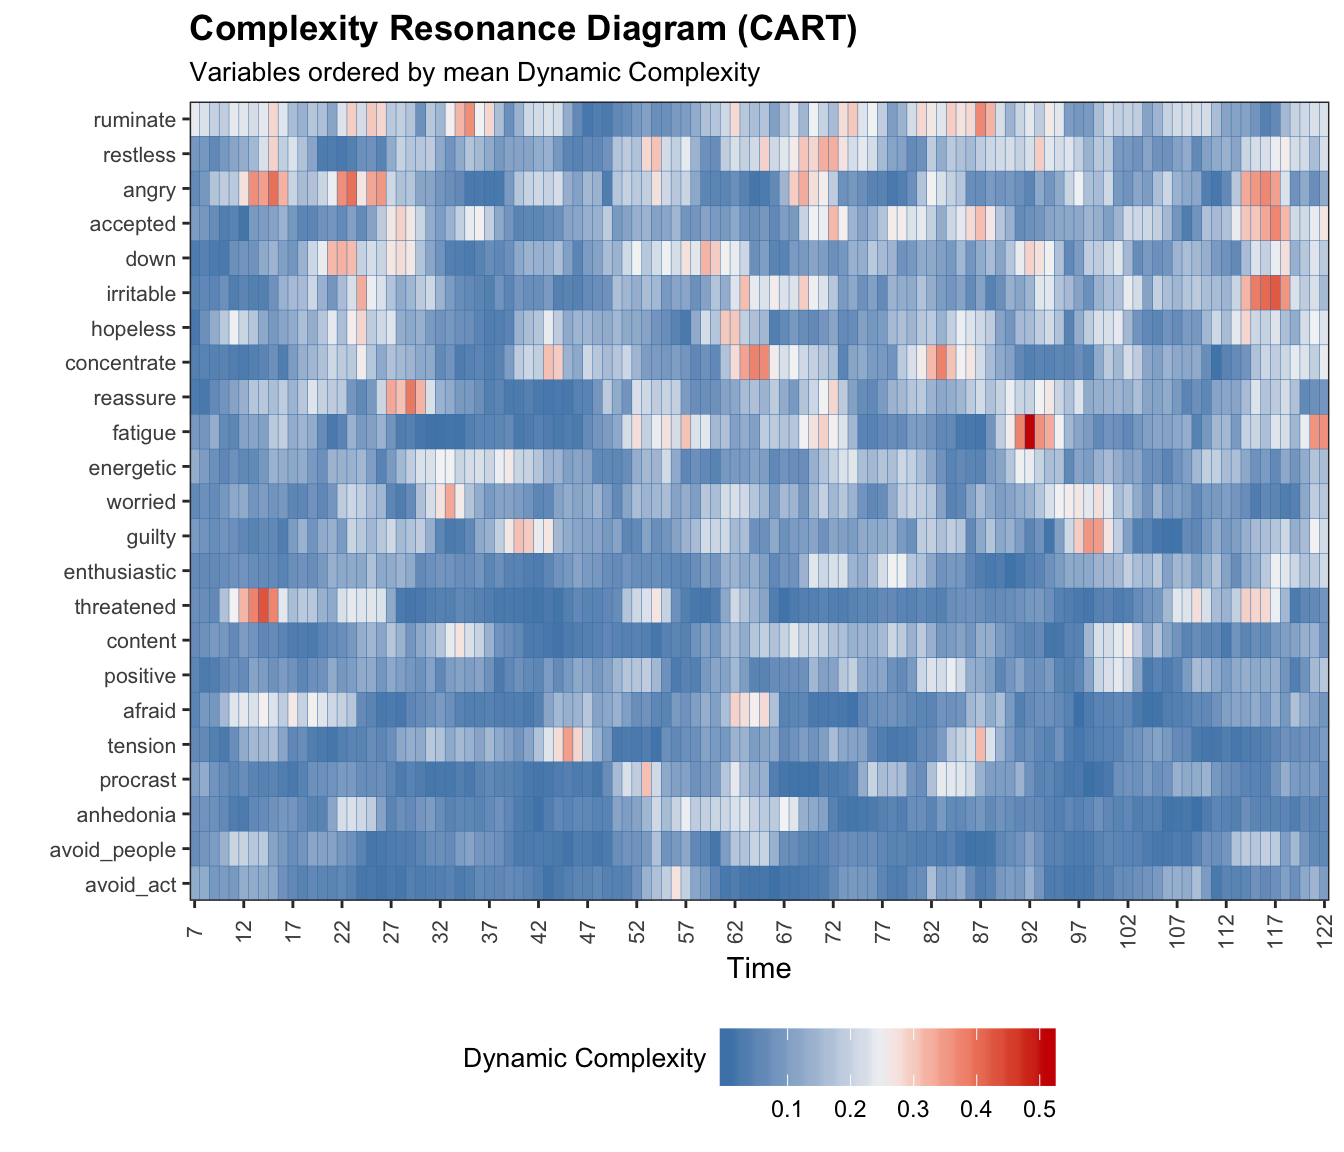 Complexity Resonance Diagram (CART)
Variables ordered by mean Dynamic Complexity
ruminate
restless
angry
accepted
down
irritable
hopeless
concentrate
reassure
fatigue
energetic
worried
guilty
enthusiastic
threatened
content
positive
afraid
tension
procrast
anhedonia
avoid_people
avoid_act
7 12 17 22 27 32 37 42 47 52 57 62 67 72 77 82 87 92 97 102 107 112 117 122
Time
Dynamic Complexity
0.1 0.2 0.3 0.4 0.5